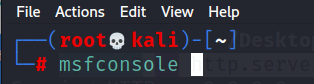 File Actions Edit View Help
┌──(root💀kali)-[~]
└─# msfconsole